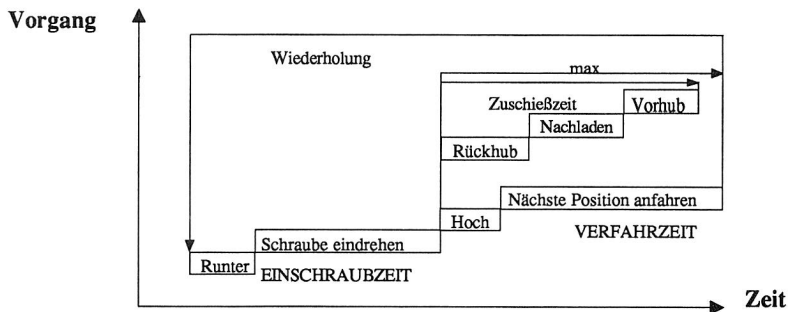 Vorgang
Wiederholung
max
Zuschießzeit
Vorhub
Nachladen
Rückhub
Nächste Position anfahren
Hoch
VERFAHRZEIT
Schraube eindrehen
Runter
EINSCHRAUBZEIT
Zeit